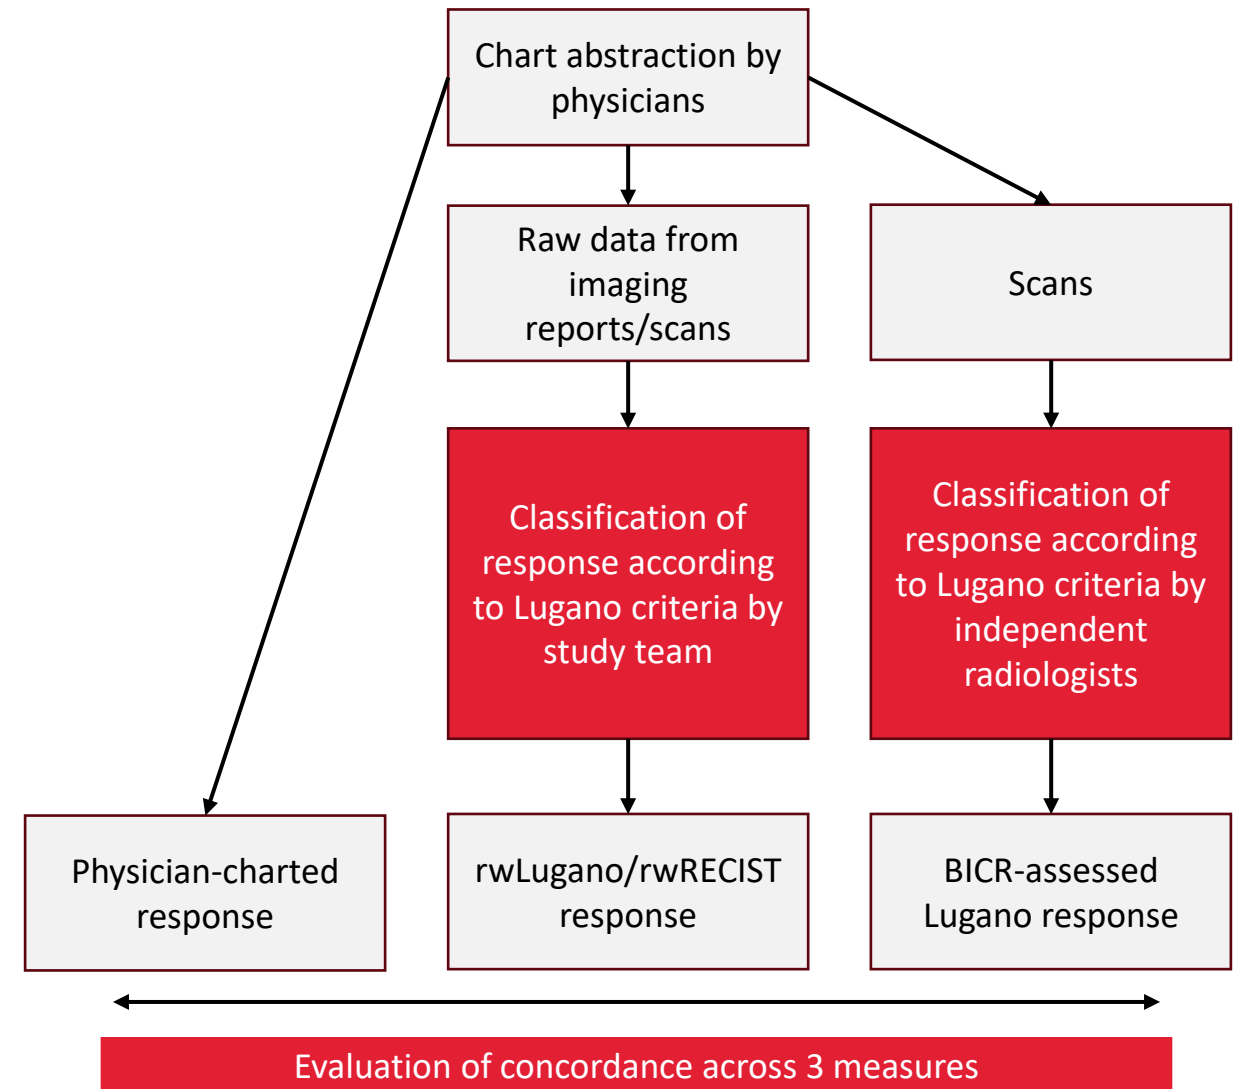 Chart abstraction by
physicians
Raw data from
imaging
reports/scans
Scans
Classification of
response according
to Lugano criteria by
study team
Classification of
response according
to Lugano criteria by
independent
radiologists
Physician-charted
response
rwLugano/rwRECIST
response
BICR-assessed
Lugano response
Evaluation of concordance across 3 measures